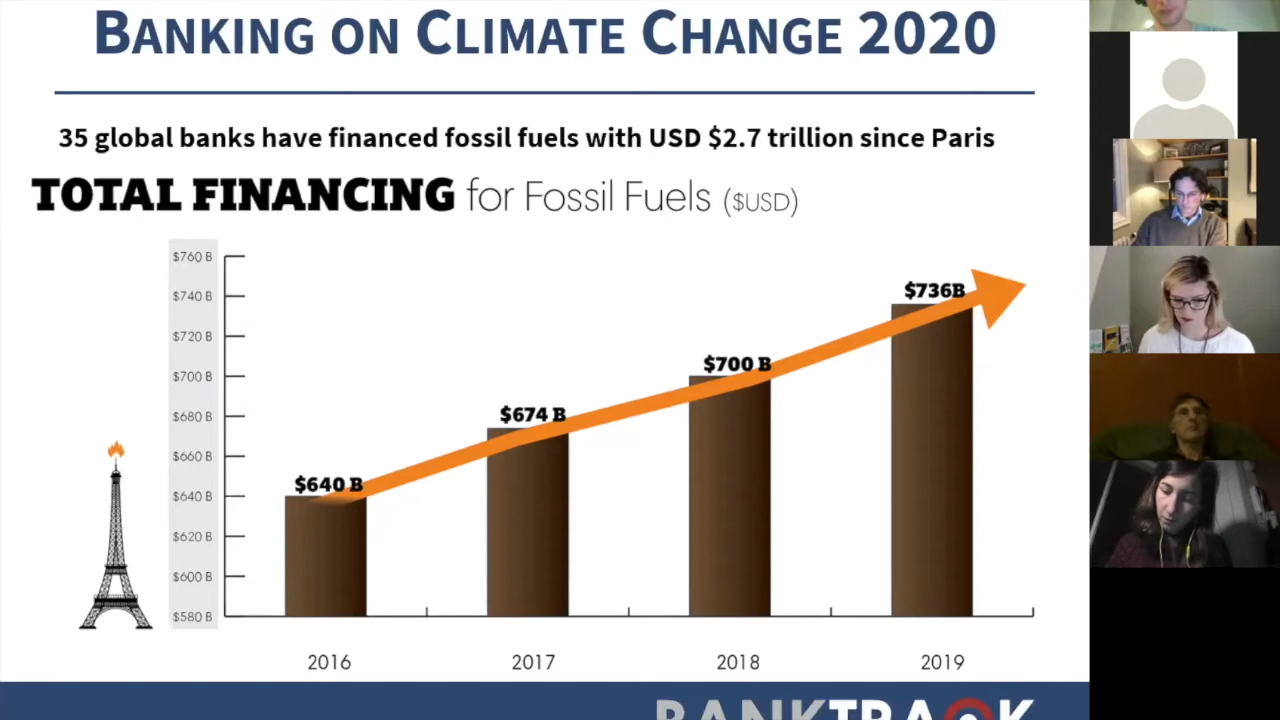 BANKING ON CLIMATE CHANGE 2020
35 global banks have financed fossil fuels with USD $2.7 trillion since Paris
TOTAL FINANCING for Fossil Fuels ($USD)
$760 B
$740 B
$720 B
$700 B
$680 B
$660 B
$640 B
$620 B
$600 B
$580 B
$640 B
$674 B
$700 B
$736B
2016
2017
2018
2019
BANKTRACK